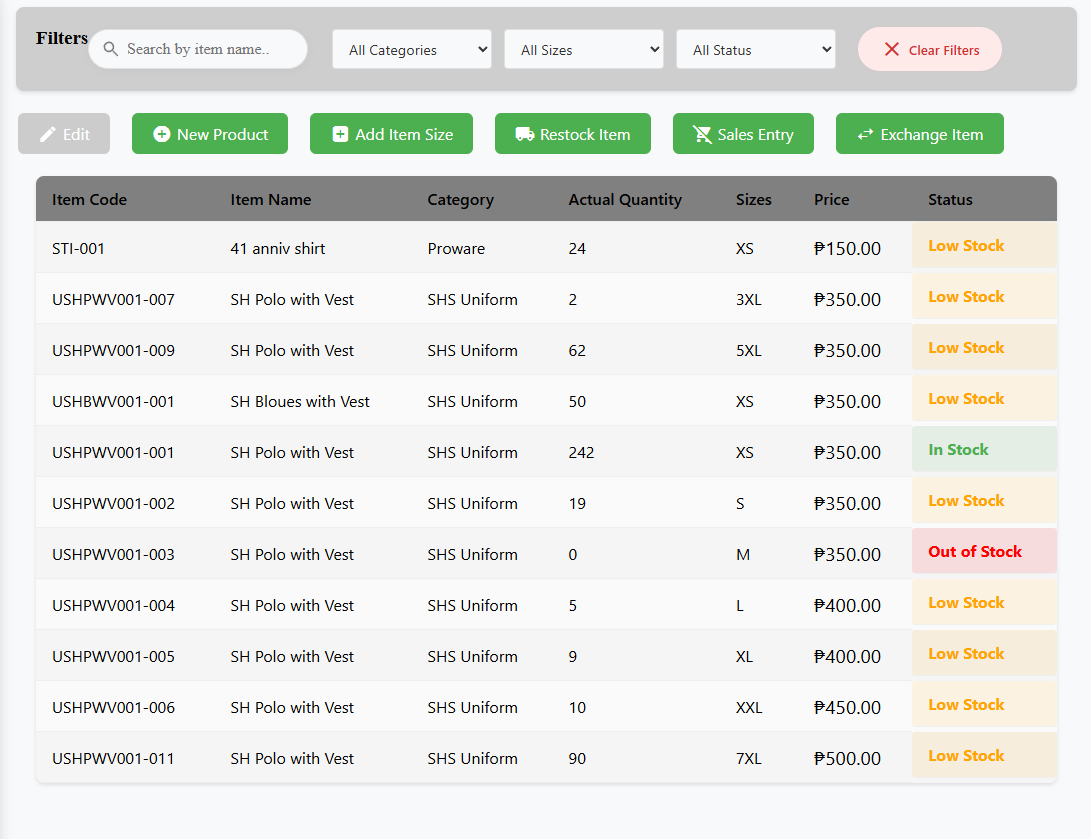 Filters Search by item name.. All Categories All Sizes All Status Clear Filters
Edit New Product Add Item Size Restock Item Sales Entry Exchange Item
Item Code Item Name Category Actual Quantity Sizes Price Status
STI-001 41 anniv shirt Proware 24 XS ₱150.00 Low Stock
USHPWV001-007 SH Polo with Vest SHS Uniform 2 3XL ₱350.00 Low Stock
USHPWV001-009 SH Polo with Vest SHS Uniform 62 5XL ₱350.00 Low Stock
USHBWV001-001 SH Bloues with Vest SHS Uniform 50 XS ₱350.00 Low Stock
USHPWV001-001 SH Polo with Vest SHS Uniform 242 XS ₱350.00 In Stock
USHPWV001-002 SH Polo with Vest SHS Uniform 19 S ₱350.00 Low Stock
USHPWV001-003 SH Polo with Vest SHS Uniform 0 M ₱350.00 Out of Stock
USHPWV001-004 SH Polo with Vest SHS Uniform 5 L ₱400.00 Low Stock
USHPWV001-005 SH Polo with Vest SHS Uniform 9 XL ₱400.00 Low Stock
USHPWV001-006 SH Polo with Vest SHS Uniform 10 XXL ₱450.00 Low Stock
USHPWV001-011 SH Polo with Vest SHS Uniform 90 7XL ₱500.00 Low Stock